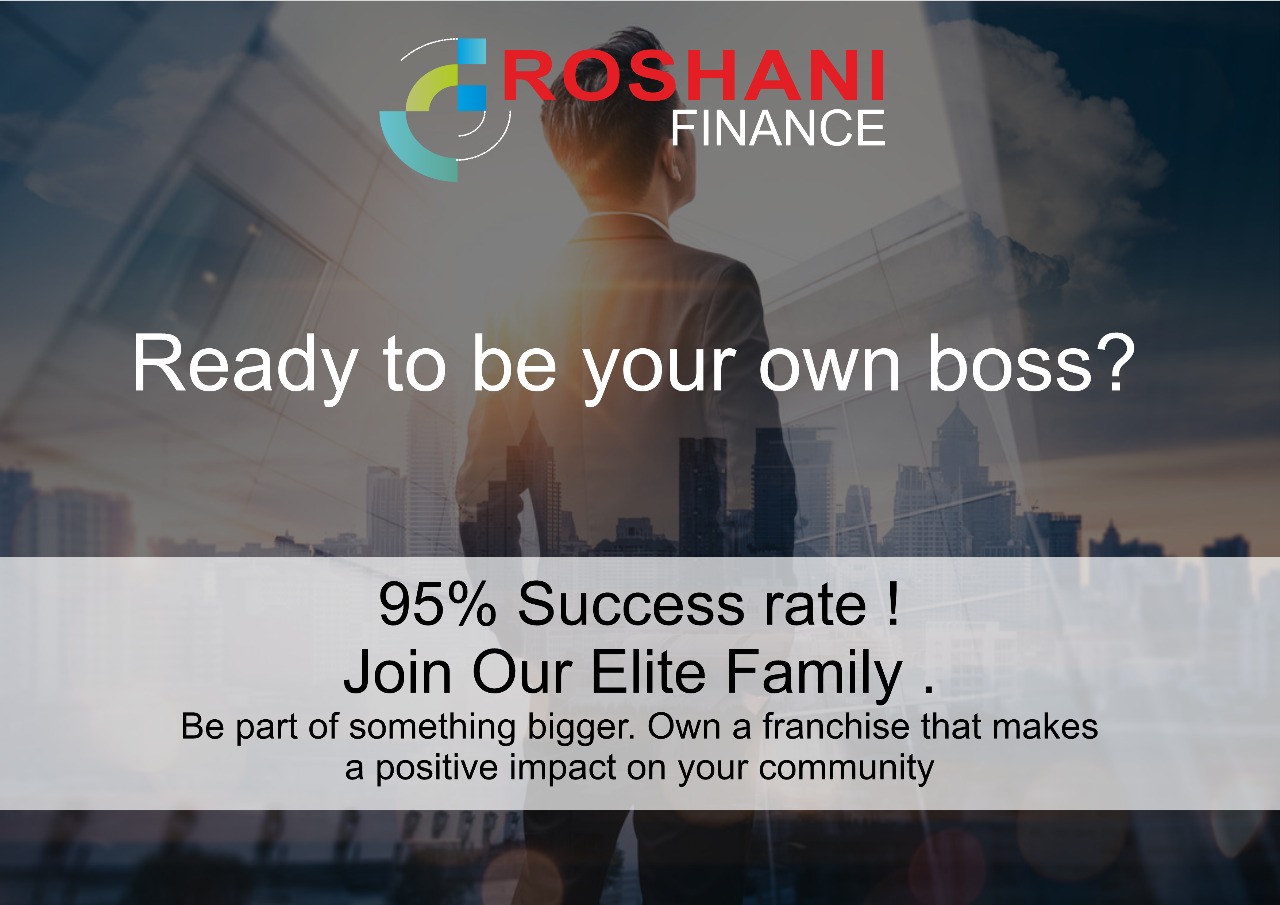 ROSHANI
FINANCE
Ready to be your own boss?
95% Success rate !
Join Our Elite Family .
Be part of something bigger. Own a franchise that makes
a positive impact on your community